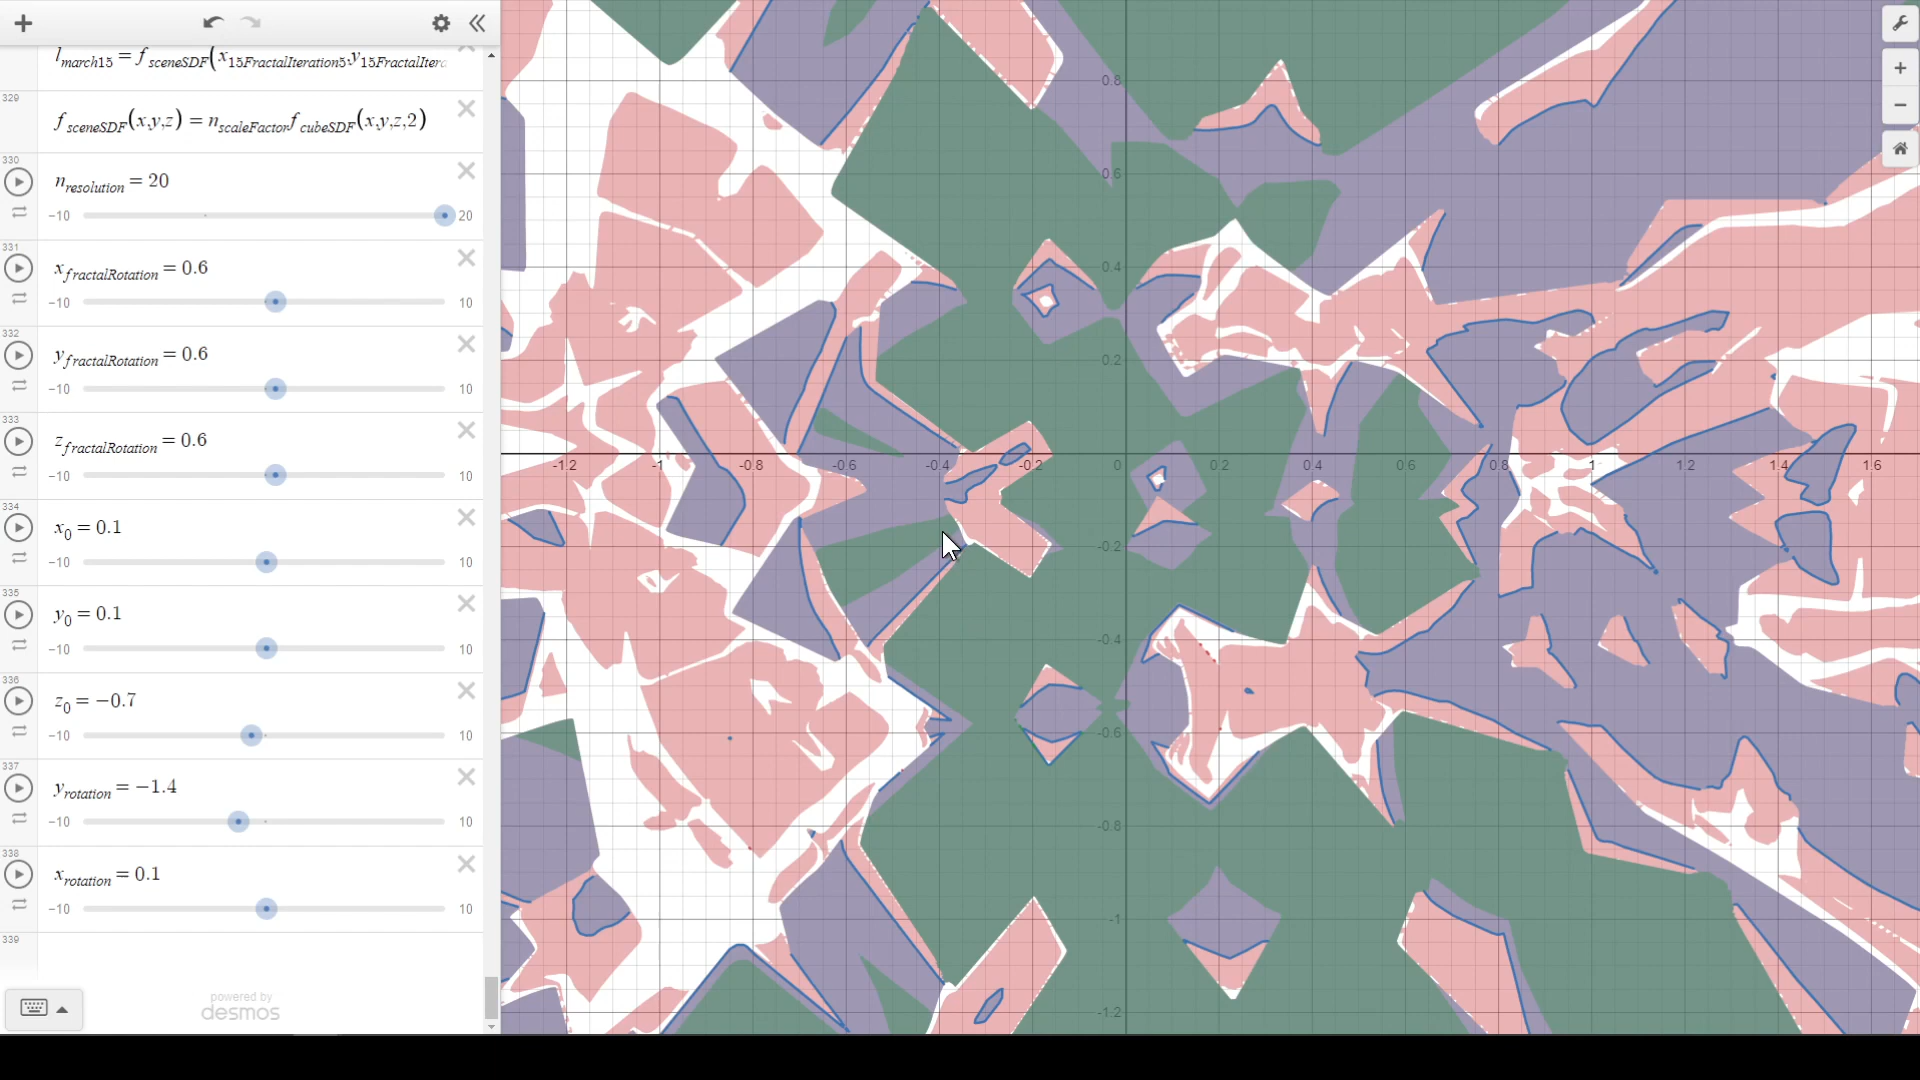 l_march15 = f_sceneSDF(x_15FractalIteration5,y_15FractalItera
329
f_sceneSDF(x,y,z) = n_scaleFactor f_cubeSDF(x,y,z,2)
330
n_resolution = 20
-10 20
331
x_fractalRotation = 0.6
-10 10
332
y_fractalRotation = 0.6
-10 10
333
z_fractalRotation = 0.6
-10 10
334
x_0 = 0.1
-10 10
335
y_0 = 0.1
-10 10
336
z_0 = −0.7
-10 10
337
y_rotation = −1.4
-10 10
338
x_rotation = 0.1
-10 10
339
powered by
desmos
0.8
0.6
0.4
0.2
-1.2 -1 -0.8 -0.6 -0.4 -0.2 0 0.2 0.4 0.6 0.8 1 1.2 1.4 1.6
-0.2
-0.4
-0.6
-0.8
-1
-1.2